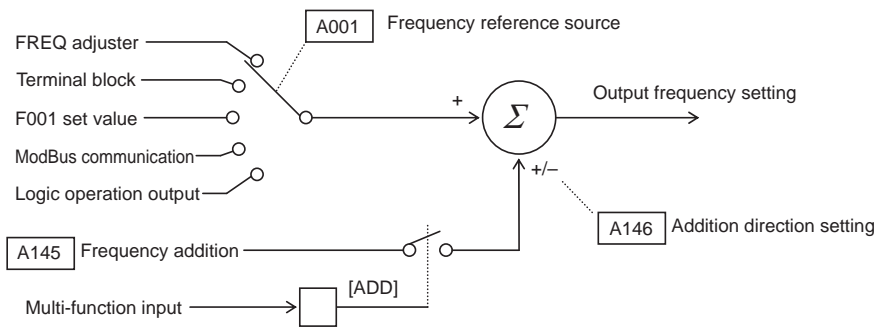 A001 Frequency reference source
FREQ adjuster
Terminal block
F001 set value
ModBus communication
Logic operation output
+
Σ
Output frequency setting
+/–
A146 Addition direction setting
A145 Frequency addition
[ADD]
Multi-function input